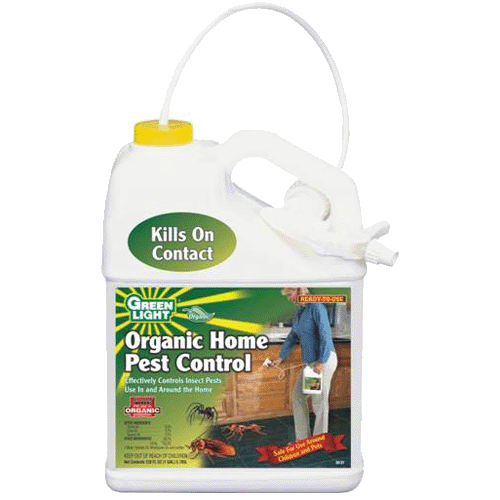 Kills On
Contact
GREEN
LIGHT
Organic
READY-TO-USE
Organic Home
Pest Control
Effectively Controls Insect Pests
Use In and Around the Home
ORGANIC
KEEP OUT OF REACH OF CHILDREN
Safe For Use Around
Children and Pets